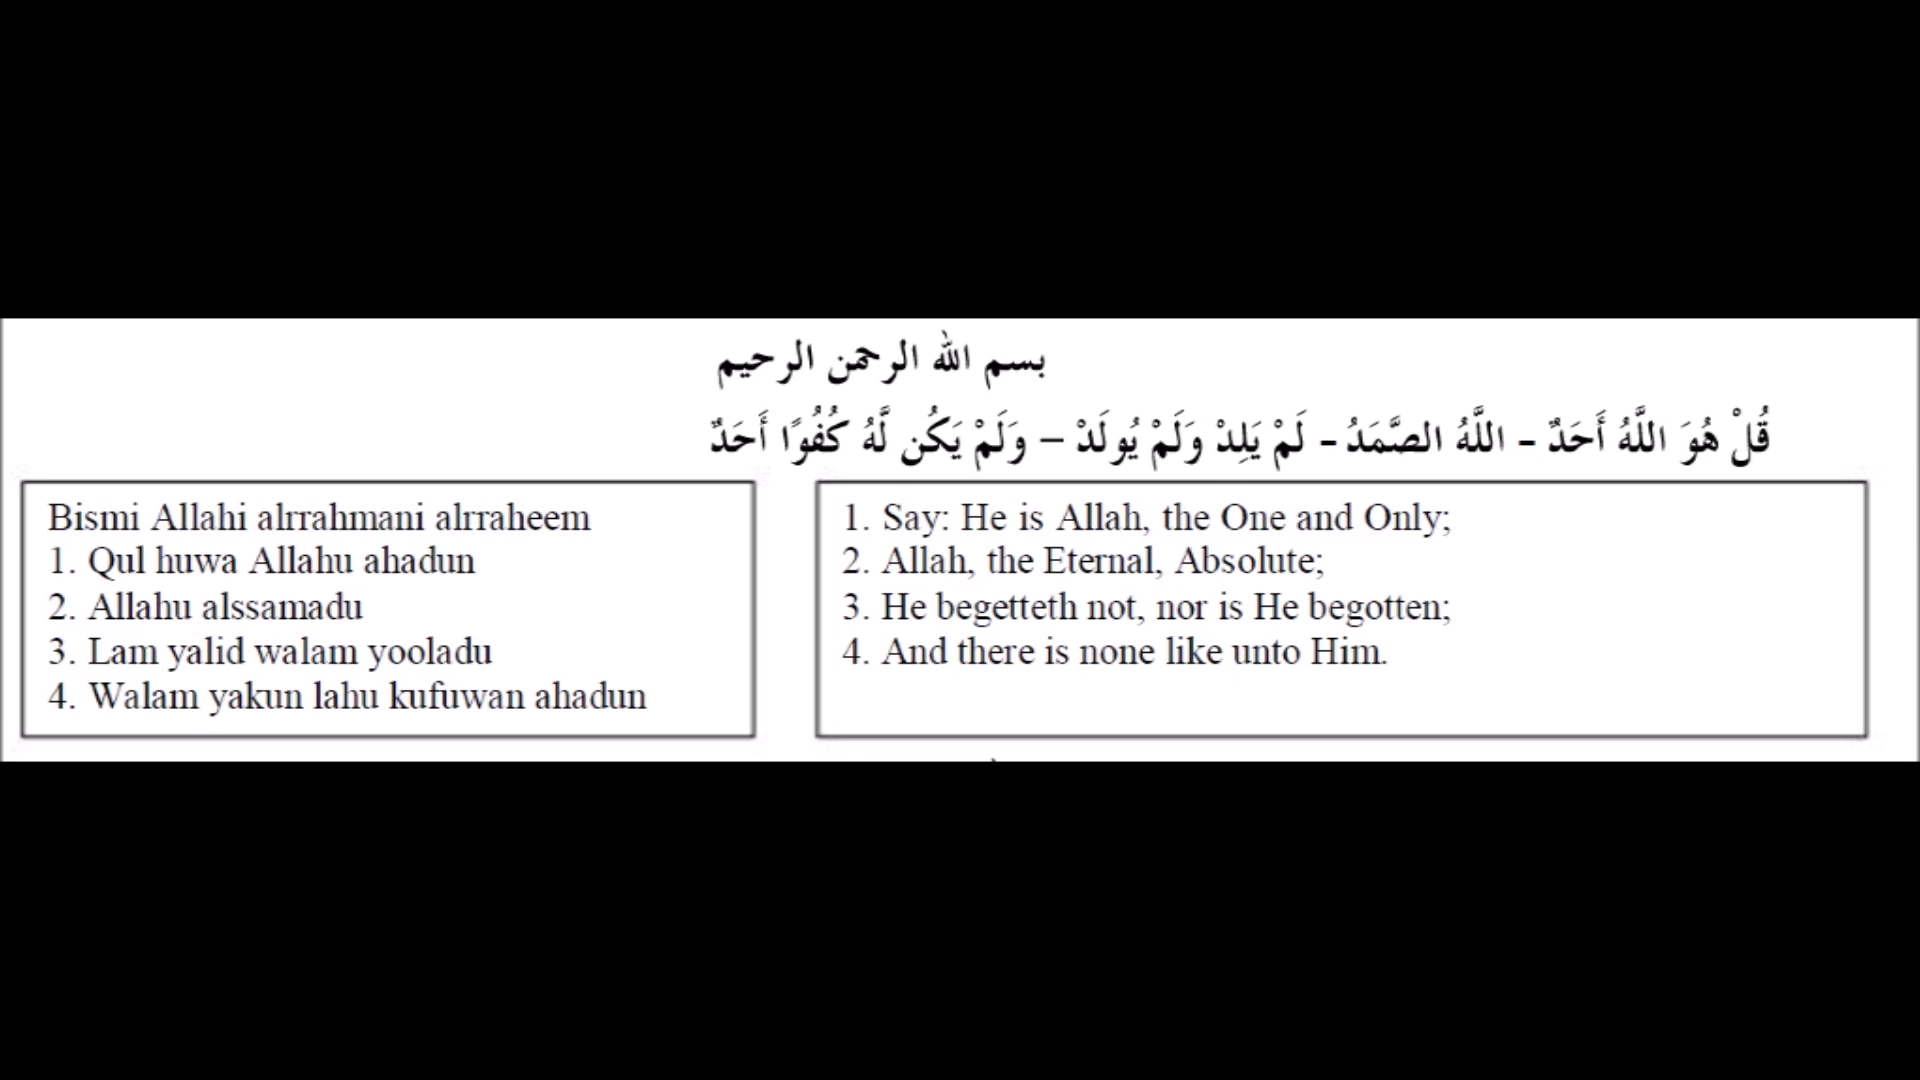 بسم الله الرحمن الرحيم
قُلْ هُوَ اللَّهُ أَحَدٌ - اللَّهُ الصَّمَدُ - لَمْ يَلِدْ وَلَمْ يُولَدْ – وَلَمْ يَكُن لَّهُ كُفُوًا أَحَدٌ
Bismi Allahi alrrahmani alrraheem
1. Qul huwa Allahu ahadun
2. Allahu alssamadu
3. Lam yalid walam yooladu
4. Walam yakun lahu kufuwan ahadun
1. Say: He is Allah, the One and Only;
2. Allah, the Eternal, Absolute;
3. He begetteth not, nor is He begotten;
4. And there is none like unto Him.